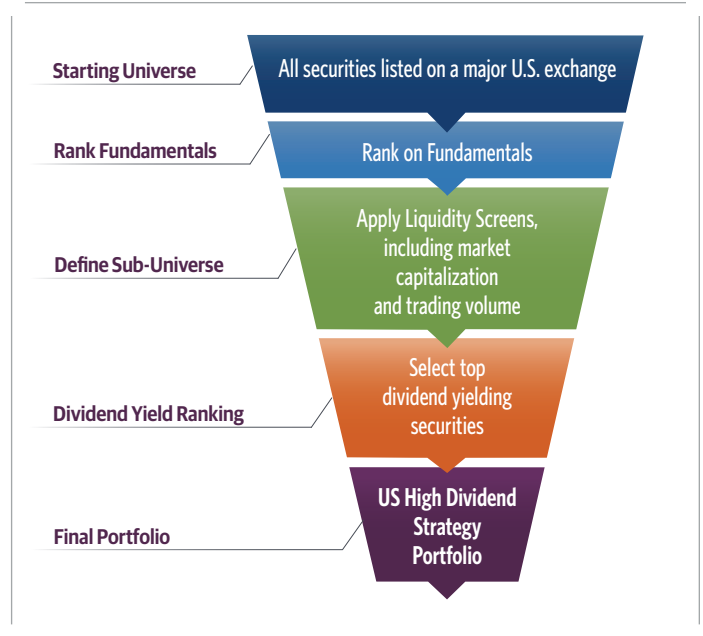 Starting Universe
All securities listed on a major U.S. exchange
Rank Fundamentals
Rank on Fundamentals
Define Sub-Universe
Apply Liquidity Screens,
including market
capitalization
and trading volume
Dividend Yield Ranking
Select top
dividend yielding
securities
Final Portfolio
US High Dividend
Strategy
Portfolio